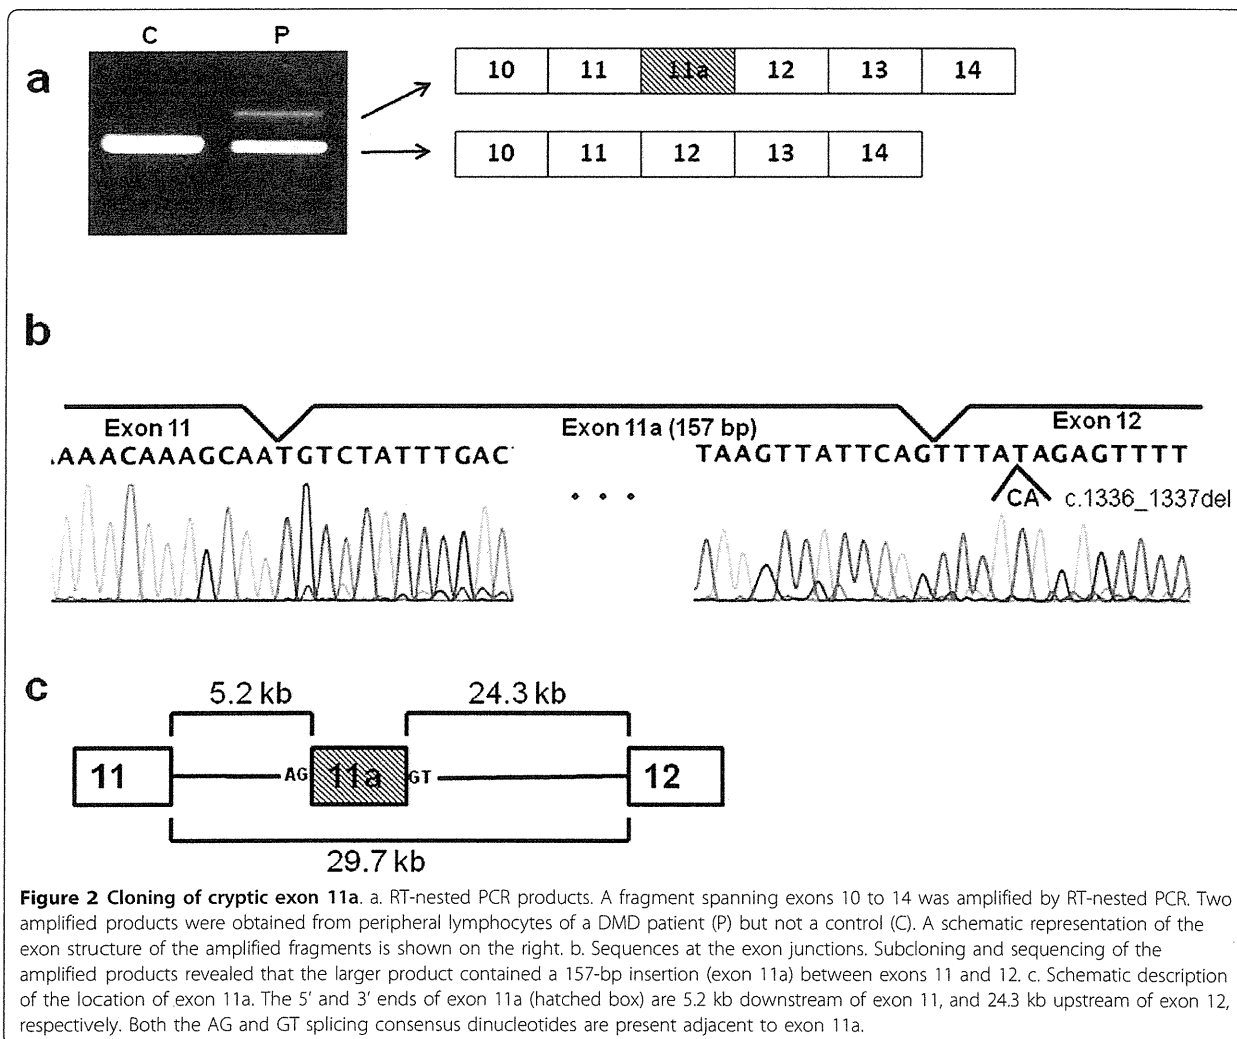 C P
a
10 11 11a 12 13 14
10 11 12 13 14
b
Exon 11 Exon 11a (157 bp) Exon 12
AAACAAAGCAATGTCTATTTGAC TAAGTTATTCAGTTTATAGAGTTTT
CA c.1336_1337del
c
5.2 kb 24.3 kb
11 AG 11a GT 12
29.7 kb
Figure 2 Cloning of cryptic exon 11a. a. RT-nested PCR products. A fragment spanning exons 10 to 14 was amplified by RT-nested PCR. Two
amplified products were obtained from peripheral lymphocytes of a DMD patient (P) but not a control (C). A schematic representation of the
exon structure of the amplified fragments is shown on the right. b. Sequences at the exon junctions. Subcloning and sequencing of the
amplified products revealed that the larger product contained a 157-bp insertion (exon 11a) between exons 11 and 12. c. Schematic description
of the location of exon 11a. The 5' and 3' ends of exon 11a (hatched box) are 5.2 kb downstream of exon 11, and 24.3 kb upstream of exon 12,
respectively. Both the AG and GT splicing consensus dinucleotides are present adjacent to exon 11a.